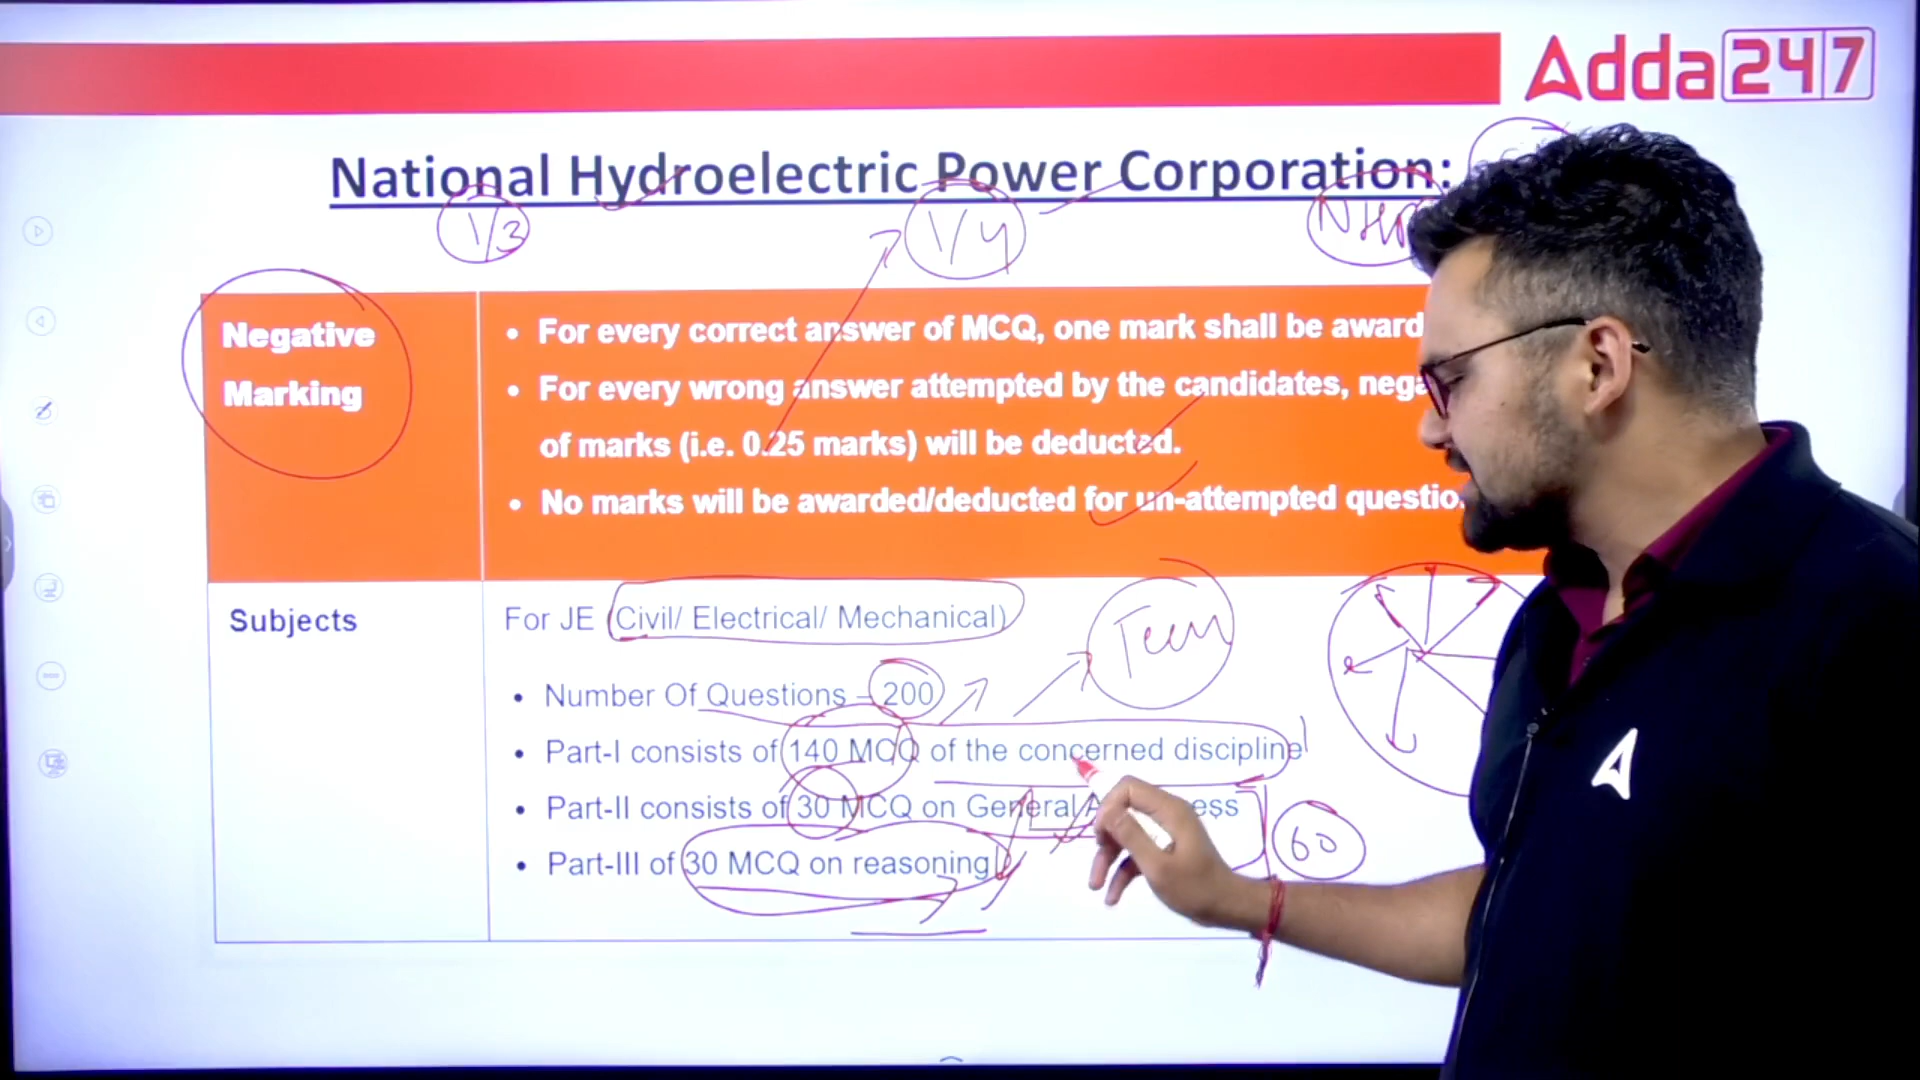 Adda247
National Hydroelectric Power Corporation:
1/3
1/4
Negative
Marking
• For every correct answer of MCQ, one mark shall be award
• For every wrong answer attempted by the candidates, nega
of marks (i.e. 0.25 marks) will be deducted.
• No marks will be awarded/deducted for un-attempted questio
Subjects
For JE (Civil/ Electrical/ Mechanical)
• Number Of Questions – 200
• Part-I consists of 140 MCQ of the concerned discipline
• Part-II consists of 30 MCQ on General
• Part-III of 30 MCQ on reasoning
60